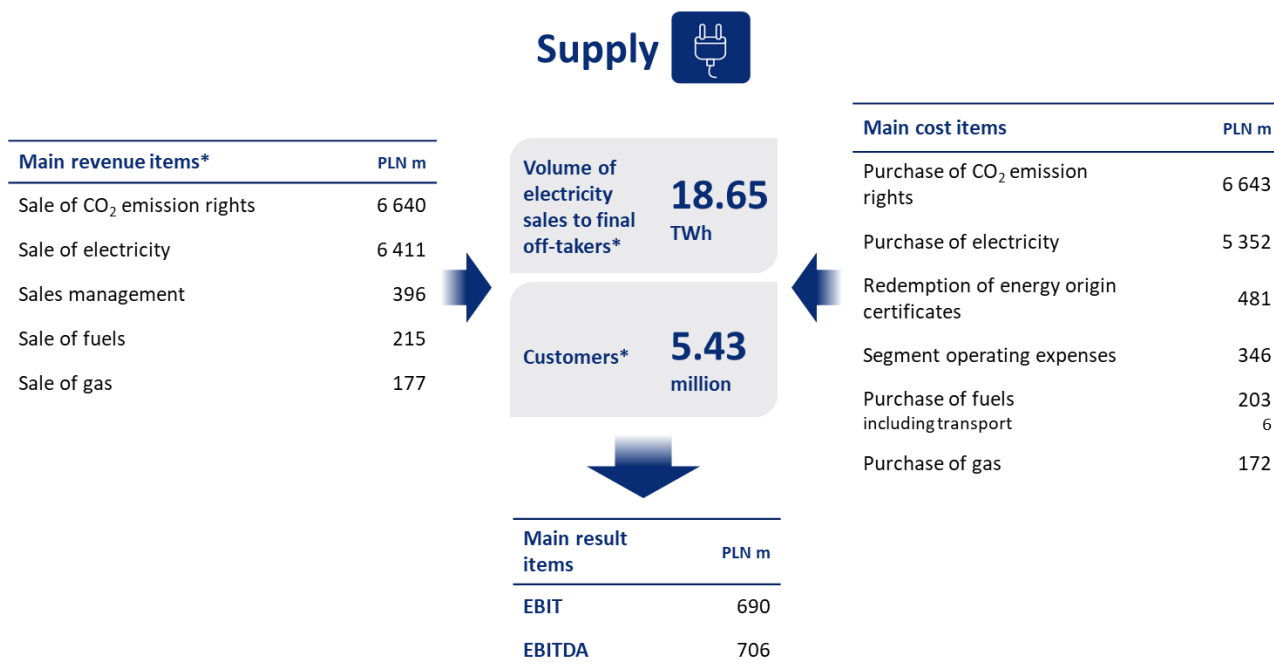 Supply
Main revenue items* PLN m
Sale of CO₂ emission rights 6 640
Sale of electricity 6 411
Sales management 396
Sale of fuels 215
Sale of gas 177
Volume of
electricity
sales to final
off-takers*
18.65
TWh
Customers*
5.43
million
Main cost items PLN m
Purchase of CO₂ emission
rights 6 643
Purchase of electricity 5 352
Redemption of energy origin
certificates 481
Segment operating expenses 346
Purchase of fuels 203
including transport 6
Purchase of gas 172
Main result
items PLN m
EBIT 690
EBITDA 706